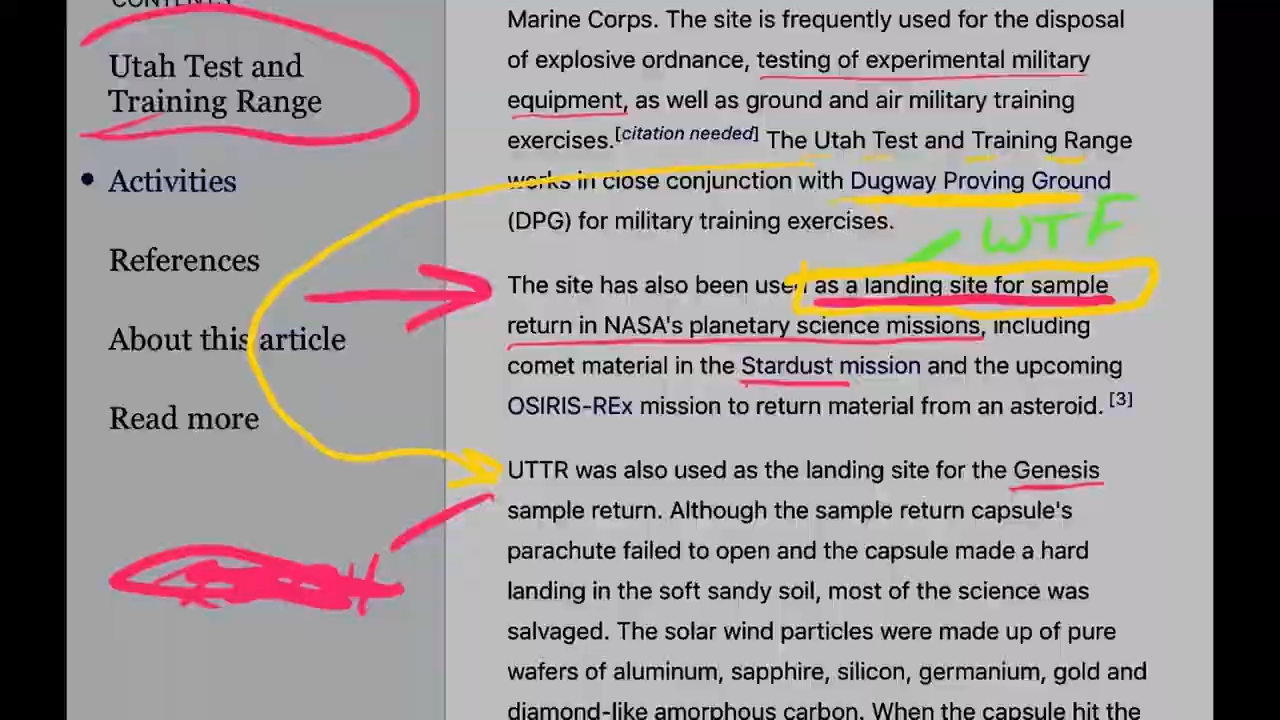 CONTENTS
Utah Test and
Training Range
Activities
References
About this article
Read more
Marine Corps. The site is frequently used for the disposal
of explosive ordnance, testing of experimental military
equipment, as well as ground and air military training
exercises.[citation needed] The Utah Test and Training Range
works in close conjunction with Dugway Proving Ground
(DPG) for military training exercises.
WTF
The site has also been used as a landing site for sample
return in NASA's planetary science missions, including
comet material in the Stardust mission and the upcoming
OSIRIS-REx mission to return material from an asteroid. [3]
UTTR was also used as the landing site for the Genesis
sample return. Although the sample return capsule's
parachute failed to open and the capsule made a hard
landing in the soft sandy soil, most of the science was
salvaged. The solar wind particles were made up of pure
wafers of aluminum, sapphire, silicon, germanium, gold and
diamond-like amorphous carbon. When the capsule hit the